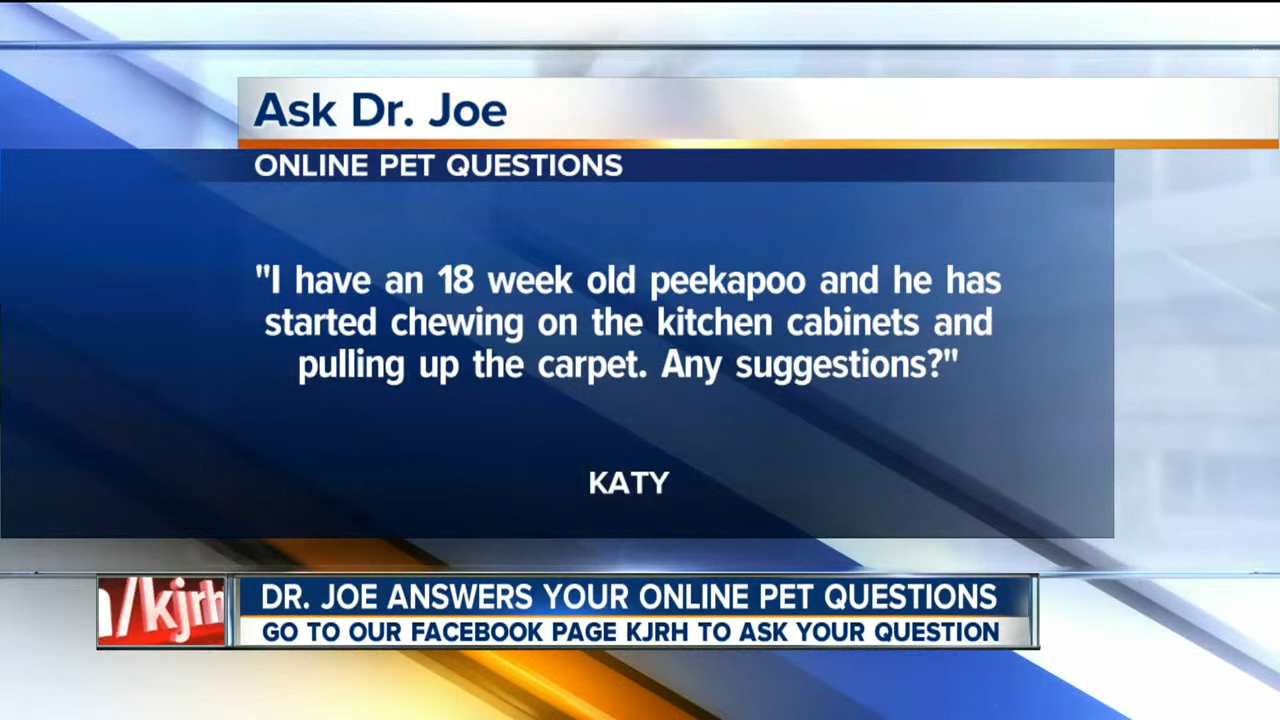 Ask Dr. Joe
ONLINE PET QUESTIONS
"I have an 18 week old peekapoo and he has
started chewing on the kitchen cabinets and
pulling up the carpet. Any suggestions?"
KATY
/kjrh
DR. JOE ANSWERS YOUR ONLINE PET QUESTIONS
GO TO OUR FACEBOOK PAGE KJRH TO ASK YOUR QUESTION